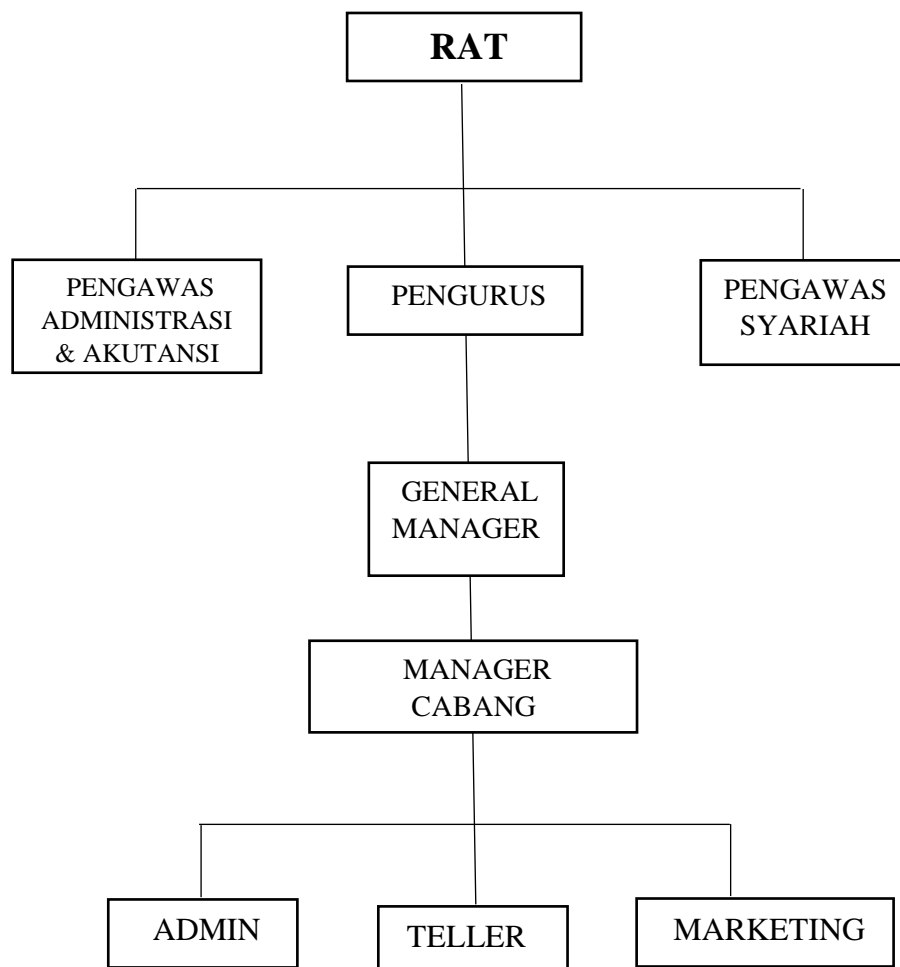 RAT
PENGAWAS
ADMINISTRASI
& AKUTANSI
PENGURUS
PENGAWAS
SYARIAH
GENERAL
MANAGER
MANAGER
CABANG
ADMIN
TELLER
MARKETING